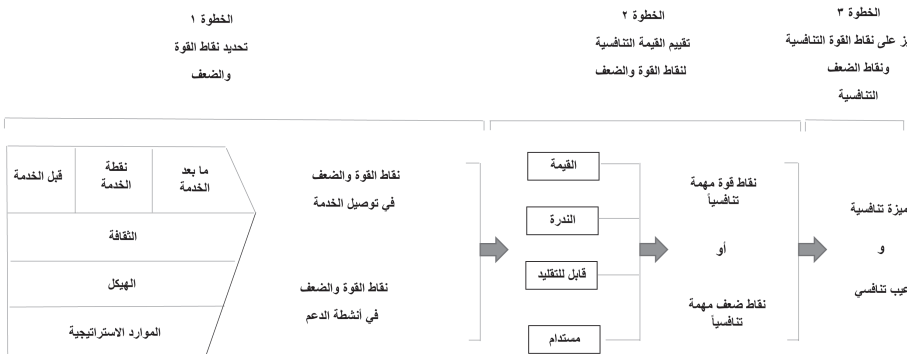 الخطوة ١
تحديد نقاط القوة
والضعف
الخطوة ٢
تقييم القيمة التنافسية
لنقاط القوة والضعف
الخطوة ٣
على نقاط القوة التنافسية
ونقاط الضعف
التنافسية
قبل الخدمة
نقطة
الخدمة
ما بعد
الخدمة
الثقافة
الهيكل
الموارد الاستراتيجية
نقاط القوة والضعف
في توصيل الخدمة
نقاط القوة والضعف
في أنشطة الدعم
القيمة
الندرة
قابل للتقليد
مستدام
نقاط قوة مهمة
تنافسياً
أو
نقاط ضعف مهمة
تنافسياً
ميزة تنافسية
و
عيب تنافسي